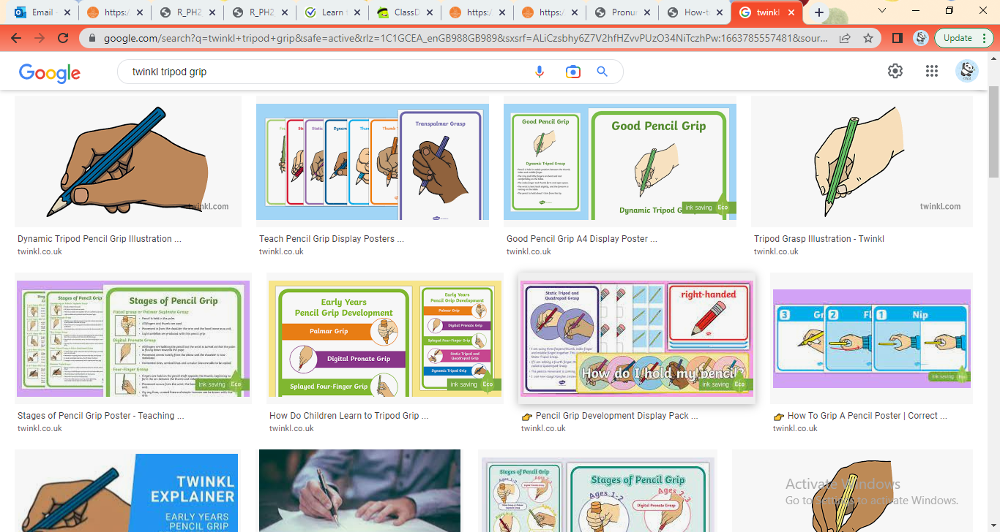 Email -
https:/
R_PH2
R_PH2
Learn t
ClassD
https:/
https:/
Pronun
How-to
twinkl
google.com/search?q=twinkl+tripod+grip&safe=active&rlz=1C1GCEA_enGB988GB989&sxsrf=ALiCzsbhy6Z7V2hfHZvvPUzO34NiTczhPw:1663785557481&sour...
Update
Google
twinkl tripod grip
twinkl.com
Transpalmar Grasp
Good Pencil Grip
Dynamic Tripod Grasp
Good Pencil Grip
Dynamic Tripod G
ink saving Eco
twinkl.com
Dynamic Tripod Pencil Grip Illustration ...
twinkl.co.uk
Teach Pencil Grip Display Posters ...
twinkl.co.uk
Good Pencil Grip A4 Display Poster ...
twinkl.co.uk
Tripod Grasp Illustration - Twinkl
twinkl.co.uk
Stages of Pencil Grip
Stages of Pencil Grip
Fisted grasp or Palmar Supinate Grasp
Digital Pronate Grasp
Four-Finger Grasp
ink saving Eco
Early Years
Pencil Grip Development
Palmar Grip
Digital Pronate Grip
Splayed Four-Finger Grip
Early Years
Pencil Grip Development
Palmar Grip
Digital Pronate Grip
Splayed Four-Finger Grip
Static Tripod and
Quadropod Grip
Dynamic Tripod Grip
ink saving Eco
Static Tripod and
Quadropod Grasp
right-handed
How do I hold my pencil?
ink saving Eco
3 Gr
2 Fl
1 Nip
ink saving Eco
Stages of Pencil Grip Poster - Teaching ...
twinkl.co.uk
How Do Children Learn to Tripod Grip ...
twinkl.co.uk
Pencil Grip Development Display Pack ...
twinkl.co.uk
How To Grip A Pencil Poster | Correct ...
twinkl.co.uk
TWINKL
EXPLAINER
EARLY YEARS
PENCIL GRIP
Stages of Pencil Grip
Ages 1-2
Stages of Pencil Grip
Ages 1-2
Ages 2-3
Digital Pronate Grasp
Activate Windows
Go to Settings to activate Windows.